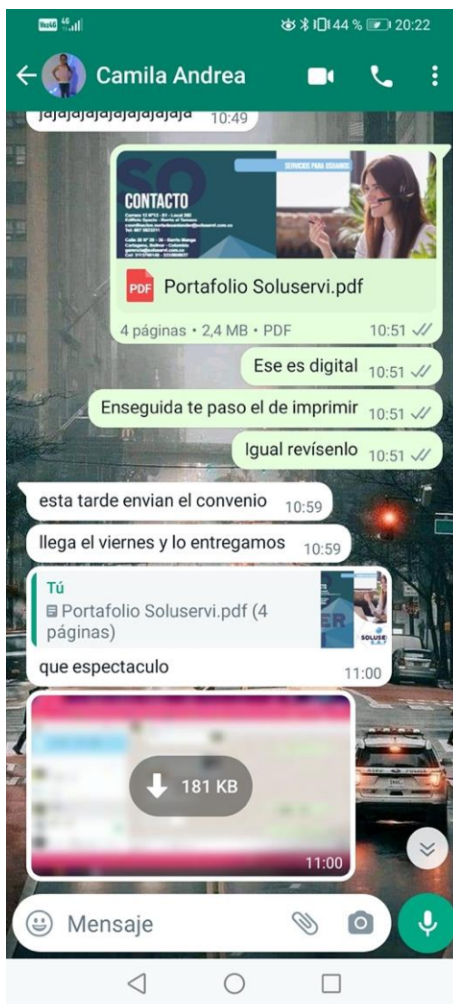 44 % 20:22
Camila Andrea
jajajajajajajajajajaja 10:49
CONTACTO
SERVICIOS PARA USUARIOS
PDF Portafolio Soluservi.pdf
4 páginas • 2,4 MB • PDF 10:51
Ese es digital 10:51
Enseguida te paso el de imprimir 10:51
Igual revísenlo 10:51
esta tarde envian el convenio 10:59
llega el viernes y lo entregamos 10:59
Tú
Portafolio Soluservi.pdf (4
páginas)
que espectaculo 11:00
181 KB
11:00
Mensaje